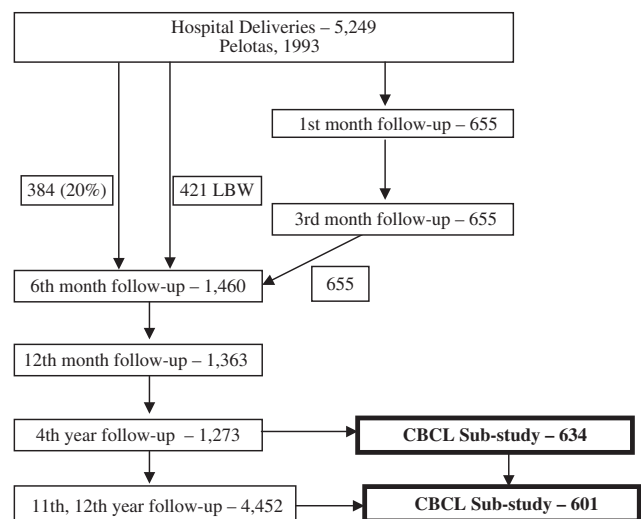 Hospital Deliveries – 5,249
Pelotas, 1993
1st month follow-up – 655
384 (20%)
421 LBW
3rd month follow-up – 655
6th month follow-up – 1,460
655
12th month follow-up – 1,363
4th year follow-up – 1,273
CBCL Sub-study – 634
11th, 12th year follow-up – 4,452
CBCL Sub-study – 601